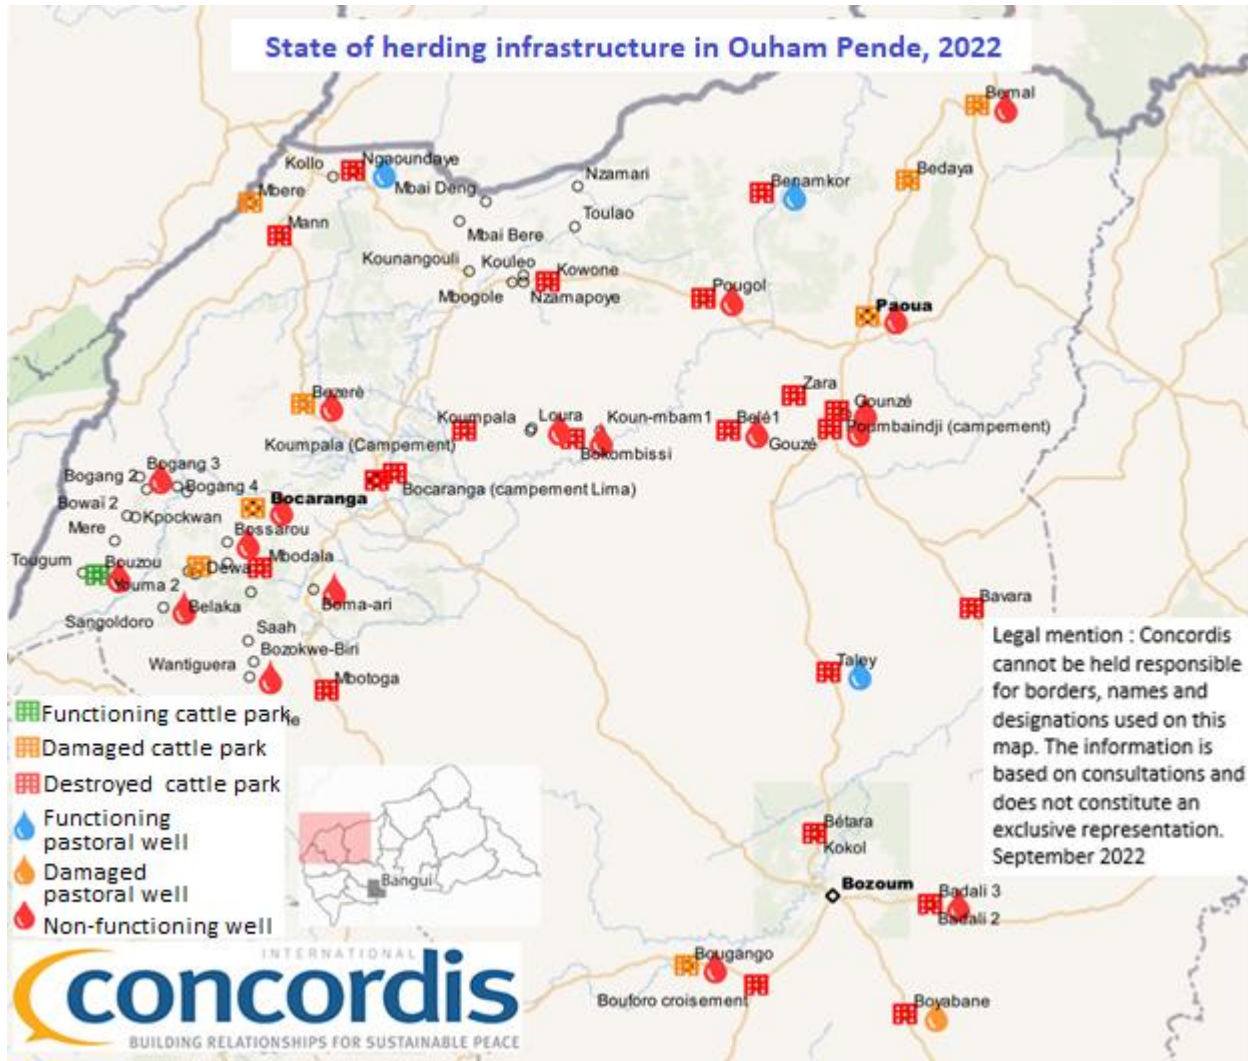 State of herding infrastructure in Ouham Pende, 2022
Bemal
Kollo
Ngaoundaye
Mbai Deng
Nzamari
Benamkor
Bedaya
Mbere
Mann
Mbai Bere
Toulao
Kounangouli
Kouleo
Kowone
Mbogole
Nzamapoye
Pougol
Paoua
Bezerè
Zara
Koumpala
Loura
Koun-mbam1
Belé1
Gounzé
Koumpala (Campement)
Bokombissi
Gouzé
Poumbaindji (campement)
Bogang 2
Bogang 3
Bogang 4
Bocaranga (campement Lima)
Bowaï 2
Kpockwan
Bocaranga
Mere
Bossarou
Tougum
Bouzou
Dewa
Mbodala
Youma 2
Sangoldoro
Belaka
Boma-ari
Bavara
Saah
Wantiguera
Bozokwe-Biri
Mbotoga
Taley
Legal mention : Concordis
cannot be held responsible
for borders, names and
designations used on this
map. The information is
based on consultations and
does not constitute an
exclusive representation.
September 2022
Functioning cattle park
Damaged cattle park
Destroyed cattle park
Functioning
pastoral well
Damaged
pastoral well
Non-functioning well
Bangui
Bétara
Kokol
Bozoum
Badali 3
Badali 2
Bougango
Bouforo croisement
Boyabane
INTERNATIONAL
concordis
BUILDING RELATIONSHIPS FOR SUSTAINABLE PEACE